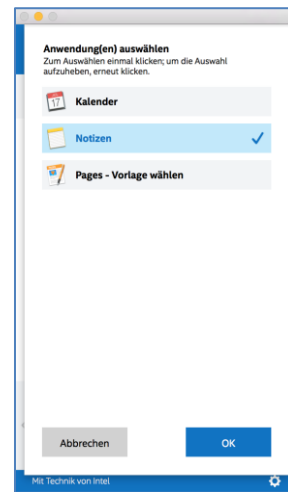 Anwendung(en) auswählen
Zum Auswählen einmal klicken; um die Auswahl
aufzuheben, erneut klicken.
17
Kalender
Notizen
Pages - Vorlage wählen
Abbrechen
OK
Mit Technik von Intel